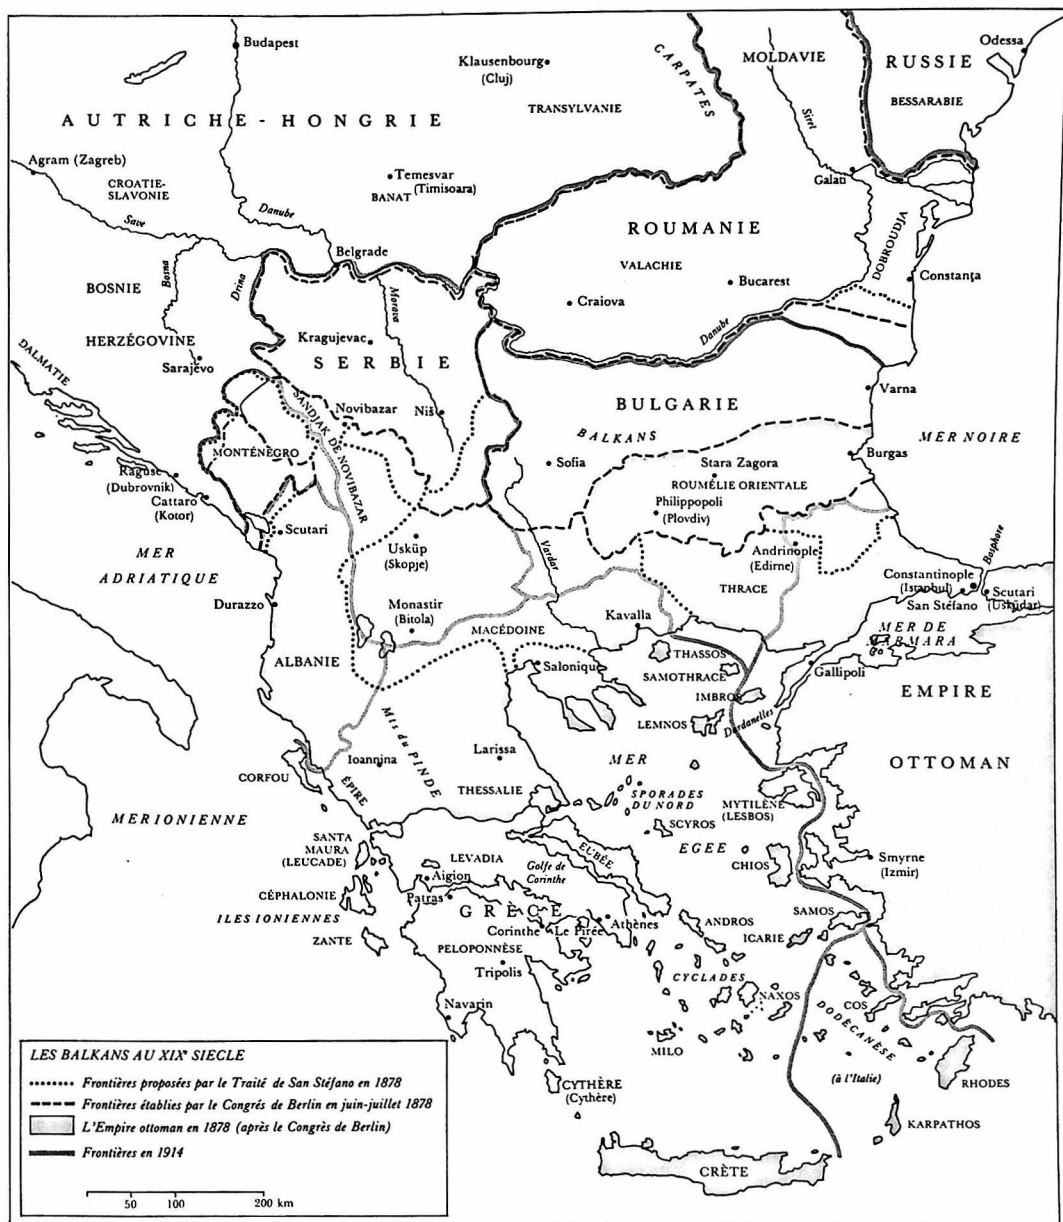 Budapest
Klausenbourg
(Cluj)
CARPATES
MOLDAVIE
RUSSIE
Odessa
BESSARABIE
TRANSYLVANIE
AUTRICHE-HONGRIE
Siret
Agram (Zagreb)
CROATIE-
SLAVONIE
Temesvar
(Timisoara)
BANAT
Galati
Save
Danube
Belgrade
ROUMANIE
DOBROUDJA
VALACHIE
BOSNIE
Bosna
Drina
Morava
Craiova
Bucarest
Constanţa
Danube
HERZÉGOVINE
Kragujevac
SERBIE
Sarajévo
DALMATIE
Varna
SANDJAK DE NOVIBAZAR
Novibazar
Niš
BULGARIE
BALKANS
MER NOIRE
MONTÉNÉGRO
Sofia
Stara Zagora
Burgas
ROUMÉLIE ORIENTALE
Raguse
(Dubrovnik)
Cattaro
(Kotor)
Philippopoli
(Plovdiv)
Scutari
Usküp
(Skopje)
Vardar
Andrinople
(Edirne)
Bosphore
MER
ADRIATIQUE
THRACE
Constantinople
(Istanbul)
San Stéfano
Scutari
(Usküdar)
Durazzo
Monastir
(Bitola)
MACÉDOINE
Kavalla
MER DE
MARMARA
ALBANIE
Salonique
THASSOS
SAMOTHRACE
Gallipoli
IMBROS
EMPIRE
LEMNOS
Dardanelles
Mts du PINDE
OTTOMAN
CORFOU
Ioannina
Larissa
MER
ÉPIRE
THESSALIE
SPORADES
DU NORD
MYTILÈNE
(LESBOS)
MER IONIENNE
SCYROS
EGEE
SANTA
MAURA
(LEUCADE)
LEVADIA
EUBÉE
Golfe de
Corinthe
CHIOS
Smyrne
(Izmir)
Aigion
CÉPHALONIE
Patras
GRÈCE
ILES IONIENNES
Athènes
ANDROS
SAMOS
Corinthe
Le Pirée
ICARIE
ZANTE
PELOPONNÈSE
Tripolis
CYCLADES
NAXOS
COS
DODÉCANÈSE
Navarin
MILO
(à l'Italie)
RHODES
CYTHÈRE
(Cythère)
KARPATHOS
CRÈTE
LES BALKANS AU XIXe SIECLE
Frontières proposées par le Traité de San Stéfano en 1878
Frontières établies par le Congrés de Berlin en juin-juillet 1878
L'Empire ottoman en 1878 (après le Congrès de Berlin)
Frontières en 1914
50 100 200 km